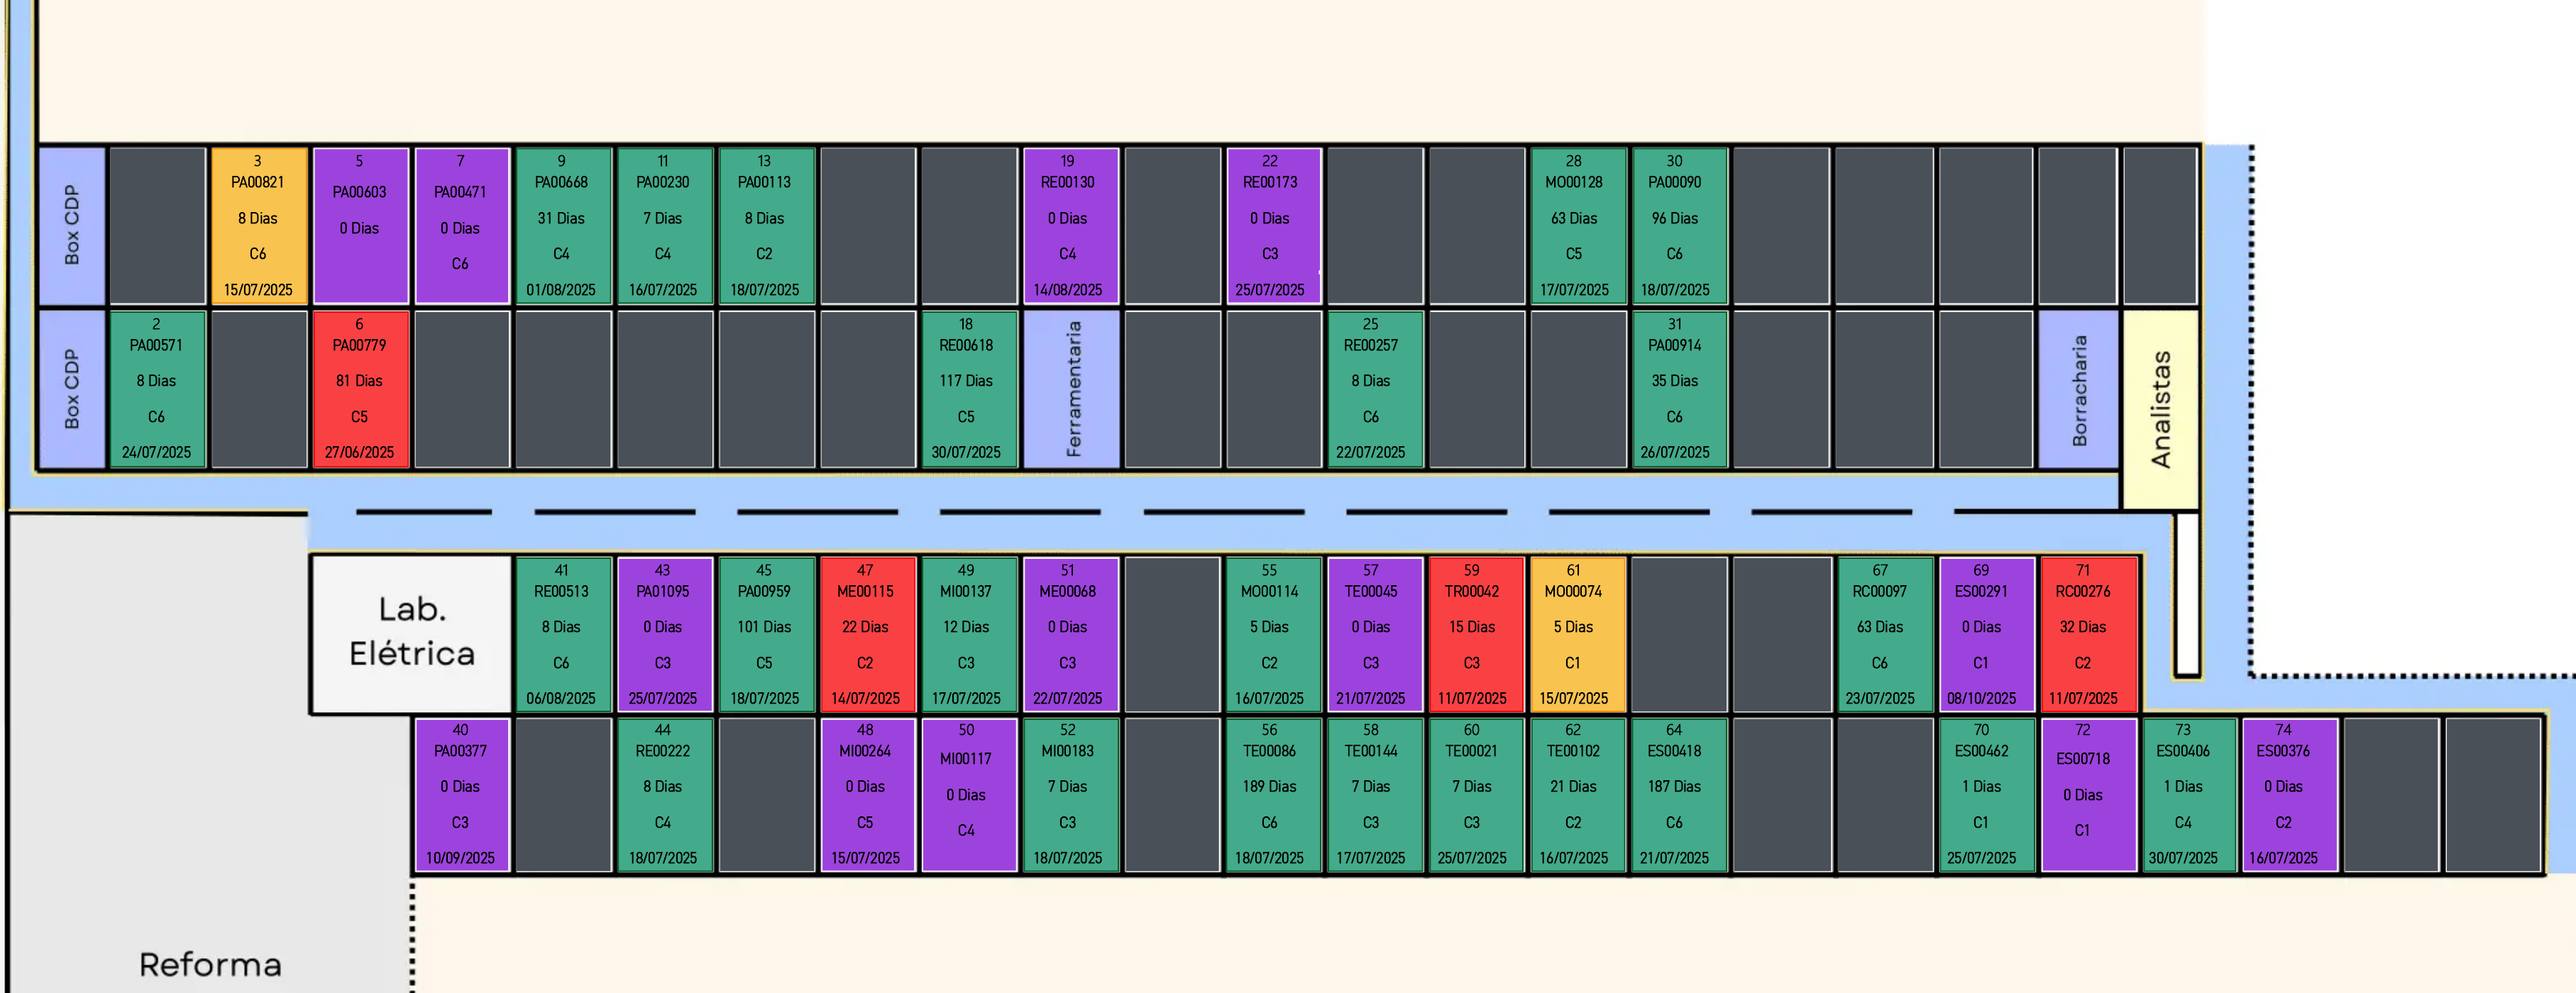 Box CDP
3
PA00821
8 Dias
C6
15/07/2025
5
PA00603
0 Dias
7
PA00471
0 Dias
C6
9
PA00668
31 Dias
C4
01/08/2025
11
PA00230
7 Dias
C4
16/07/2025
13
PA00113
8 Dias
C2
18/07/2025
19
RE00130
0 Dias
C4
14/08/2025
22
RE00173
0 Dias
C3
25/07/2025
28
MO00128
63 Dias
C5
17/07/2025
30
PA00090
96 Dias
C6
18/07/2025
Box CDP
2
PA00571
8 Dias
C6
24/07/2025
6
PA00779
81 Dias
C5
27/06/2025
18
RE00618
117 Dias
C5
30/07/2025
Ferramentaria
25
RE00257
8 Dias
C6
22/07/2025
31
PA00914
35 Dias
C6
26/07/2025
Borracharia
Analistas
Lab.
Elétrica
41
RE00513
8 Dias
C6
06/08/2025
43
PA01095
0 Dias
C3
25/07/2025
45
PA00959
101 Dias
C5
18/07/2025
47
ME00115
22 Dias
C2
14/07/2025
49
MI00137
12 Dias
C3
17/07/2025
51
ME00068
0 Dias
C3
22/07/2025
55
MO00114
5 Dias
C2
16/07/2025
57
TE00045
0 Dias
C3
21/07/2025
59
TR00042
15 Dias
C3
11/07/2025
61
MO00074
5 Dias
C1
15/07/2025
67
RC00097
63 Dias
C6
23/07/2025
69
ES00291
0 Dias
C1
08/10/2025
71
RC00276
32 Dias
C2
11/07/2025
40
PA00377
0 Dias
C3
10/09/2025
44
RE00222
8 Dias
C4
18/07/2025
48
MI00264
0 Dias
C5
15/07/2025
50
MI00117
0 Dias
C4
52
MI00183
7 Dias
C3
18/07/2025
56
TE00086
189 Dias
C6
18/07/2025
58
TE00144
7 Dias
C3
17/07/2025
60
TE00021
7 Dias
C3
25/07/2025
62
TE00102
21 Dias
C2
16/07/2025
64
ES00418
187 Dias
C6
21/07/2025
70
ES00462
1 Dias
C1
25/07/2025
72
ES00718
0 Dias
C1
73
ES00406
1 Dias
C4
30/07/2025
74
ES00376
0 Dias
C2
16/07/2025
Reforma